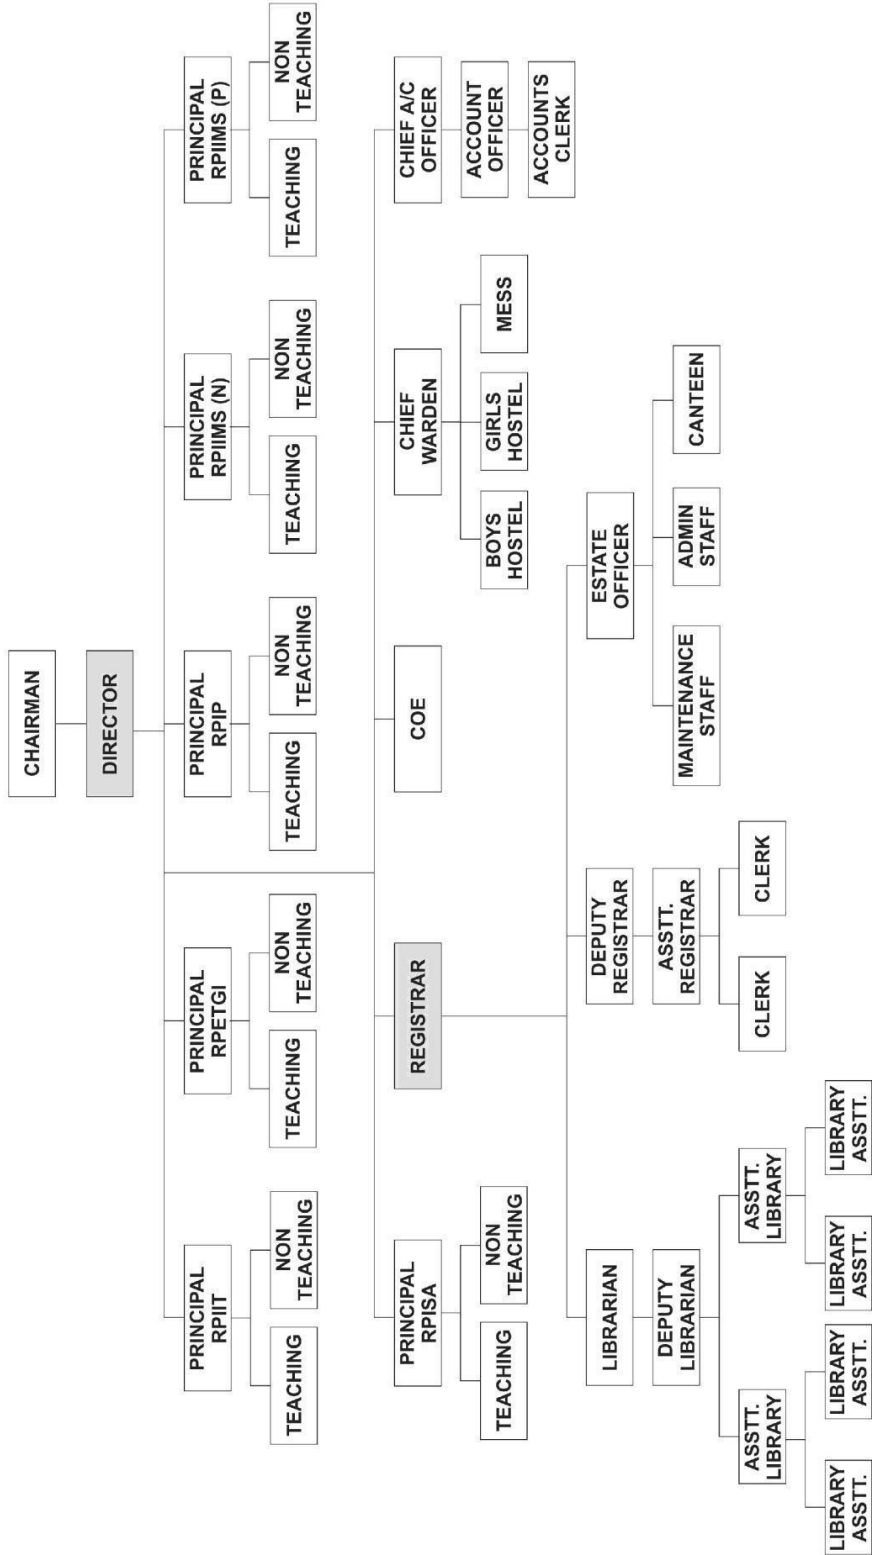 CHAIRMAN
DIRECTOR
PRINCIPAL
RPIIT
PRINCIPAL
RPETGI
PRINCIPAL
RPIP
PRINCIPAL
RPIIMS (N)
PRINCIPAL
RPIIMS (P)
TEACHING
NON
TEACHING
TEACHING
NON
TEACHING
TEACHING
NON
TEACHING
TEACHING
NON
TEACHING
TEACHING
NON
TEACHING
PRINCIPAL
RPISA
REGISTRAR
COE
CHIEF
WARDEN
CHIEF A/C
OFFICER
TEACHING
NON
TEACHING
BOYS
HOSTEL
GIRLS
HOSTEL
MESS
ACCOUNT
OFFICER
ACCOUNTS
CLERK
LIBRARIAN
DEPUTY
REGISTRAR
ESTATE
OFFICER
DEPUTY
LIBRARIAN
ASSTT.
REGISTRAR
MAINTENANCE
STAFF
ADMIN
STAFF
CANTEEN
ASSTT.
LIBRARY
ASSTT.
LIBRARY
CLERK
CLERK
LIBRARY
ASSTT.
LIBRARY
ASSTT.
LIBRARY
ASSTT.
LIBRARY
ASSTT.